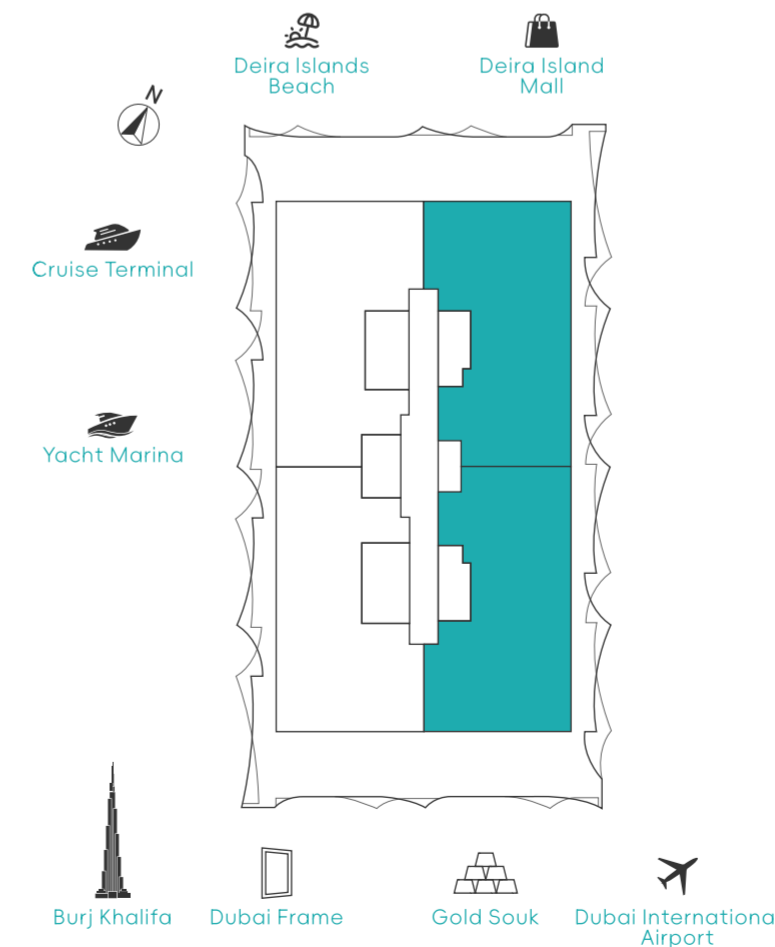 Deira Islands
Beach
Deira Island
Mall
N
Cruise Terminal
Yacht Marina
Burj Khalifa
Dubai Frame
Gold Souk
Dubai Internationa
Airport